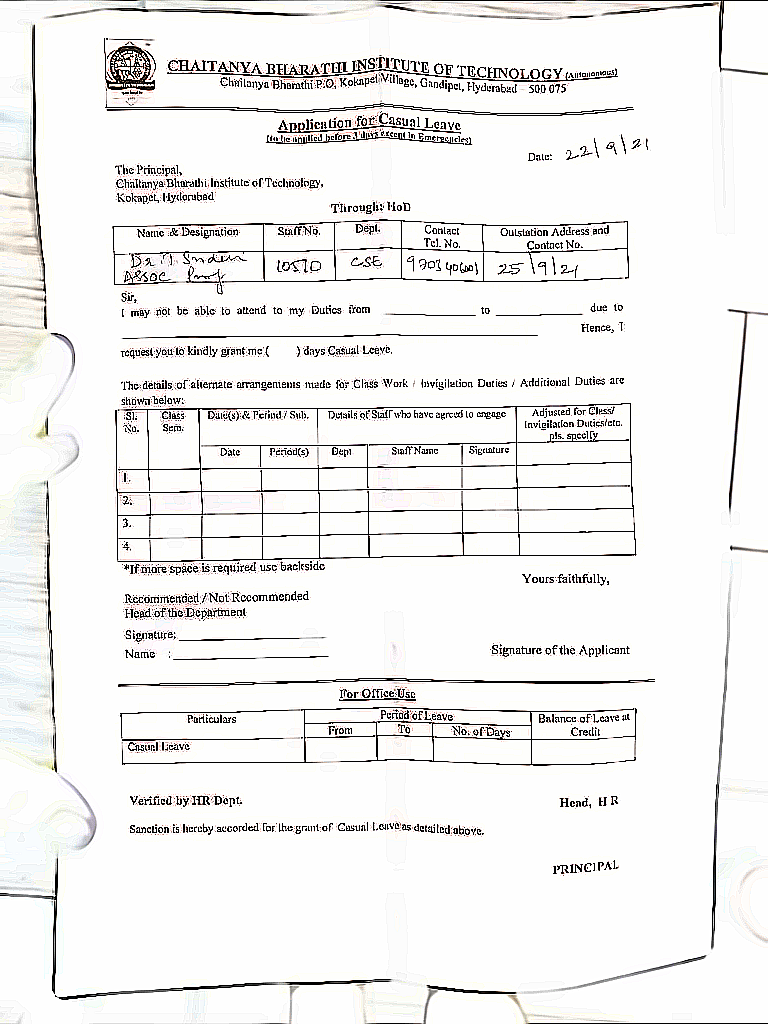 CHAITANYA BHARATHI INSTITUTE OF TECHNOLOGY (Autonomous)
Chaitanya Bharathi P.O, Kokapet Village, Gandipet, Hyderabad - 500 075
Application for Casual Leave
(to be applied before 3 days except in Emergencies)
Date: 22/9/21
The Principal,
Chaitanya Bharathi Institute of Technology,
Kokapet, Hyderabad
Through: HoD
Name & Designation Staff No. Dept. Contact Tel. No. Outstation Address and Contact No.
Assoc Prof 10570 CSE 25/9/21
Sir,
I may not be able to attend to my Duties from ____________ to ____________ due to
____________ Hence, I
request you to kindly grant me ( ) days Casual Leave.
The details of alternate arrangements made for Class Work / Invigilation Duties / Additional Duties are
shown below:
Sl. No. Class Sem. Date(s) & Period / Sub. Details of Staff who have agreed to engage Adjusted for Class/ Invigilation Duties/etc. pls. specify
Date Period(s) Dept Staff Name Signature
1.
2.
3.
4.
*If more space is required use backside
Yours faithfully,
Recommended / Not Recommended
Head of the Department
Signature: ____________
Name : ____________
Signature of the Applicant
For Office Use
Particulars Period of Leave Balance of Leave at Credit
From To No. of Days
Casual Leave
Verified by HR Dept. Head, H R
Sanction is hereby accorded for the grant of Casual Leave as detailed above.
PRINCIPAL